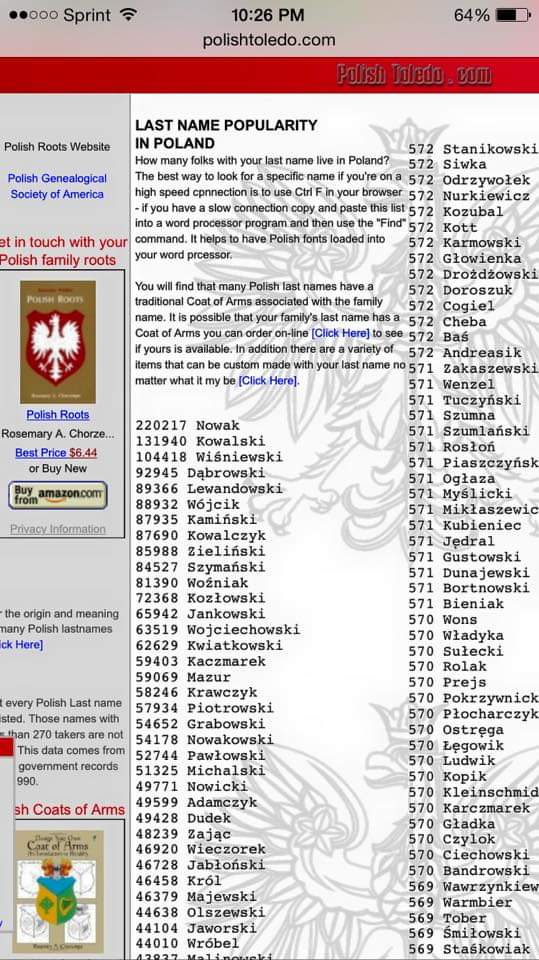 Sprint 10:26 PM 64%
polishtoledo.com
Polish Toledo . com
Polish Roots Website
Polish Genealogical
Society of America
et in touch with your
Polish family roots
POLISH ROOTS
Polish Roots
Rosemary A. Chorze...
Best Price $6.44
or Buy New
Buy from amazon.com
Privacy Information
r the origin and meaning
many Polish lastnames
ick Here]
t every Polish Last name
isted. Those names with
s than 270 takers are not
This data comes from
government records
990.
sh Coats of Arms
Coat of Arms
LAST NAME POPULARITY
IN POLAND
How many folks with your last name live in Poland?
The best way to look for a specific name if you're on a
high speed cpnnection is to use Ctrl F in your browser
- if you have a slow connection copy and paste this list
into a word processor program and then use the "Find"
command. It helps to have Polish fonts loaded into
your word prcessor.
You will find that many Polish last names have a
traditional Coat of Arms associated with the family
name. It is possible that your family's last name has a
Coat of Arms you can order on-line [Click Here] to see
if yours is available. In addition there are a variety of
items that can be custom made with your last name no
matter what it my be [Click Here].
220217 Nowak
131940 Kowalski
104418 Wiśniewski
92945 Dąbrowski
89366 Lewandowski
88932 Wójcik
87935 Kamiński
87690 Kowalczyk
85988 Zieliński
84527 Szymański
81390 Woźniak
72368 Kozłowski
65942 Jankowski
63519 Wojciechowski
62629 Kwiatkowski
59403 Kaczmarek
59069 Mazur
58246 Krawczyk
57934 Piotrowski
54652 Grabowski
54178 Nowakowski
52744 Pawłowski
51325 Michalski
49771 Nowicki
49599 Adamczyk
49428 Dudek
48239 Zając
46920 Wieczorek
46728 Jabłoński
46458 Król
46379 Majewski
44638 Olszewski
44104 Jaworski
44010 Wróbel
43837 Malinowski
572 Stanikowski
572 Siwka
572 Odrzywołek
572 Nurkiewicz
572 Kozubal
572 Kott
572 Karmowski
572 Głowienka
572 Drożdżowski
572 Doroszuk
572 Cogiel
572 Cheba
572 Baś
572 Andreasik
571 Zakaszewski
571 Wenzel
571 Tuczyński
571 Szumna
571 Szumlański
571 Rosłoń
571 Piaszczyńsk
571 Ogłaza
571 Myślicki
571 Mikłaszewic
571 Kubieniec
571 Jędral
571 Gustowski
571 Dunajewski
571 Bortnowski
571 Bieniak
570 Wons
570 Władyka
570 Sułecki
570 Rolak
570 Prejs
570 Pokrzywnick
570 Płocharczyk
570 Ostręga
570 Łęgowik
570 Ludwik
570 Kopik
570 Kleinschmid
570 Karczmarek
570 Gładka
570 Czylok
570 Ciechowski
570 Bandrowski
569 Wawrzynkiew
569 Warmbier
569 Tober
569 Śmiłowski
569 Staśkowiak